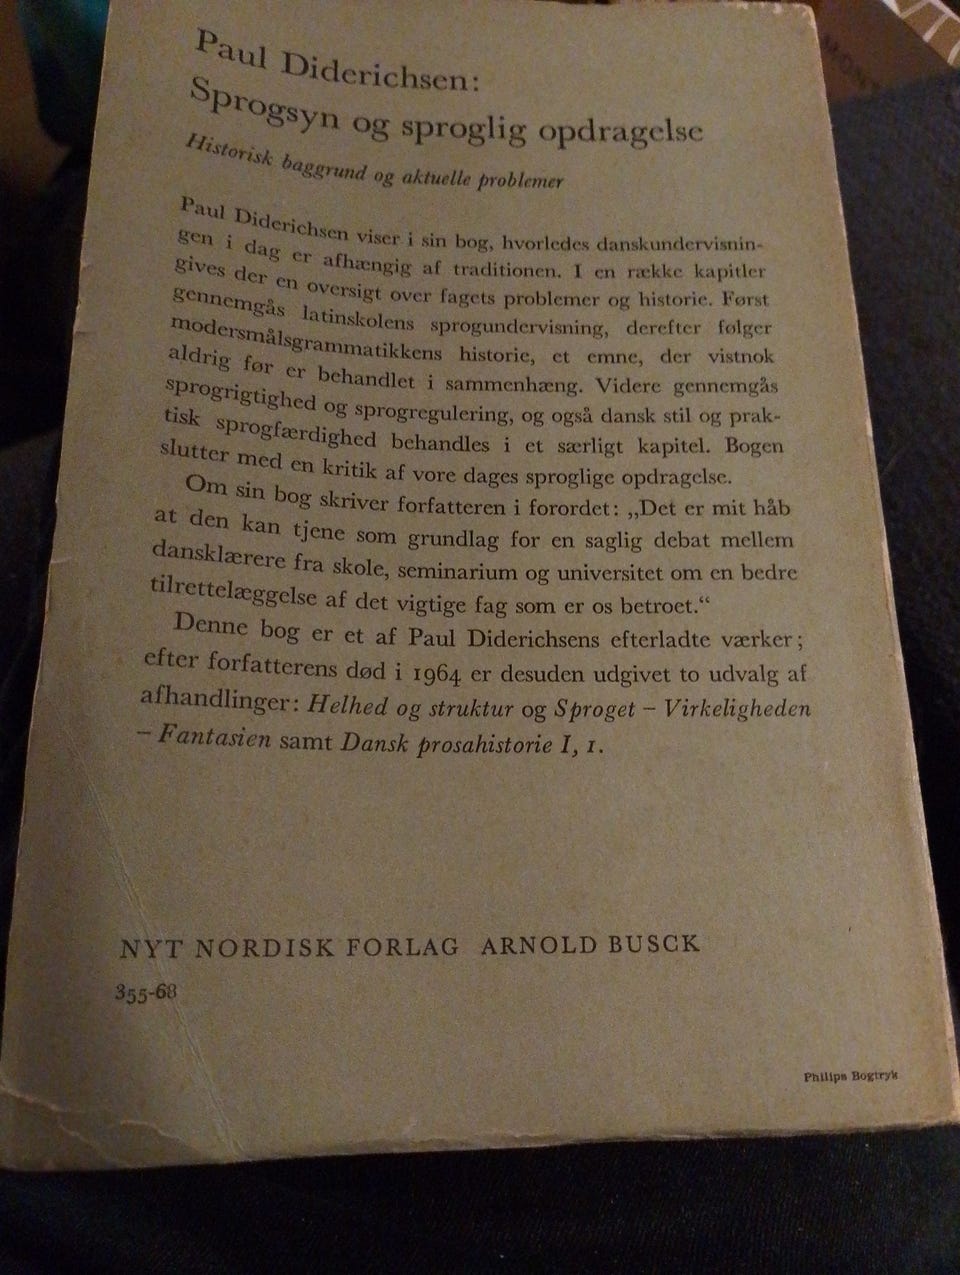 Paul Diderichsen:
Sprogsyn og sproglig opdragelse
Historisk baggrund og aktuelle problemer
Paul Diderichsen viser i sin bog, hvorledes danskundervisnin-
gen i dag er afhængig af traditionen. I en række kapitler
gives der en oversigt over fagets problemer og historie. Først
gennemgås latinskolens sprogundervisning, derefter følger
modersmålsgrammatikkens historie, et emne, der vistnok
aldrig før er behandlet i sammenhæng. Videre gennemgås
sprogrigtighed og sprogregulering, og også dansk stil og prak-
tisk sprogfærdighed behandles i et særligt kapitel. Bogen
slutter med en kritik af vore dages sproglige opdragelse.
Om sin bog skriver forfatteren i forordet: „Det er mit håb
at den kan tjene som grundlag for en saglig debat mellem
dansklærere fra skole, seminarium og universitet om en bedre
tilrettelæggelse af det vigtige fag som er os betroet.“
Denne bog er et af Paul Diderichsens efterladte værker;
efter forfatterens død i 1964 er desuden udgivet to udvalg af
afhandlinger: Helhed og struktur og Sproget – Virkeligheden
– Fantasien samt Dansk prosahistorie I, 1.
NYT NORDISK FORLAG ARNOLD BUSCK
355-68
Philips Bogtryk